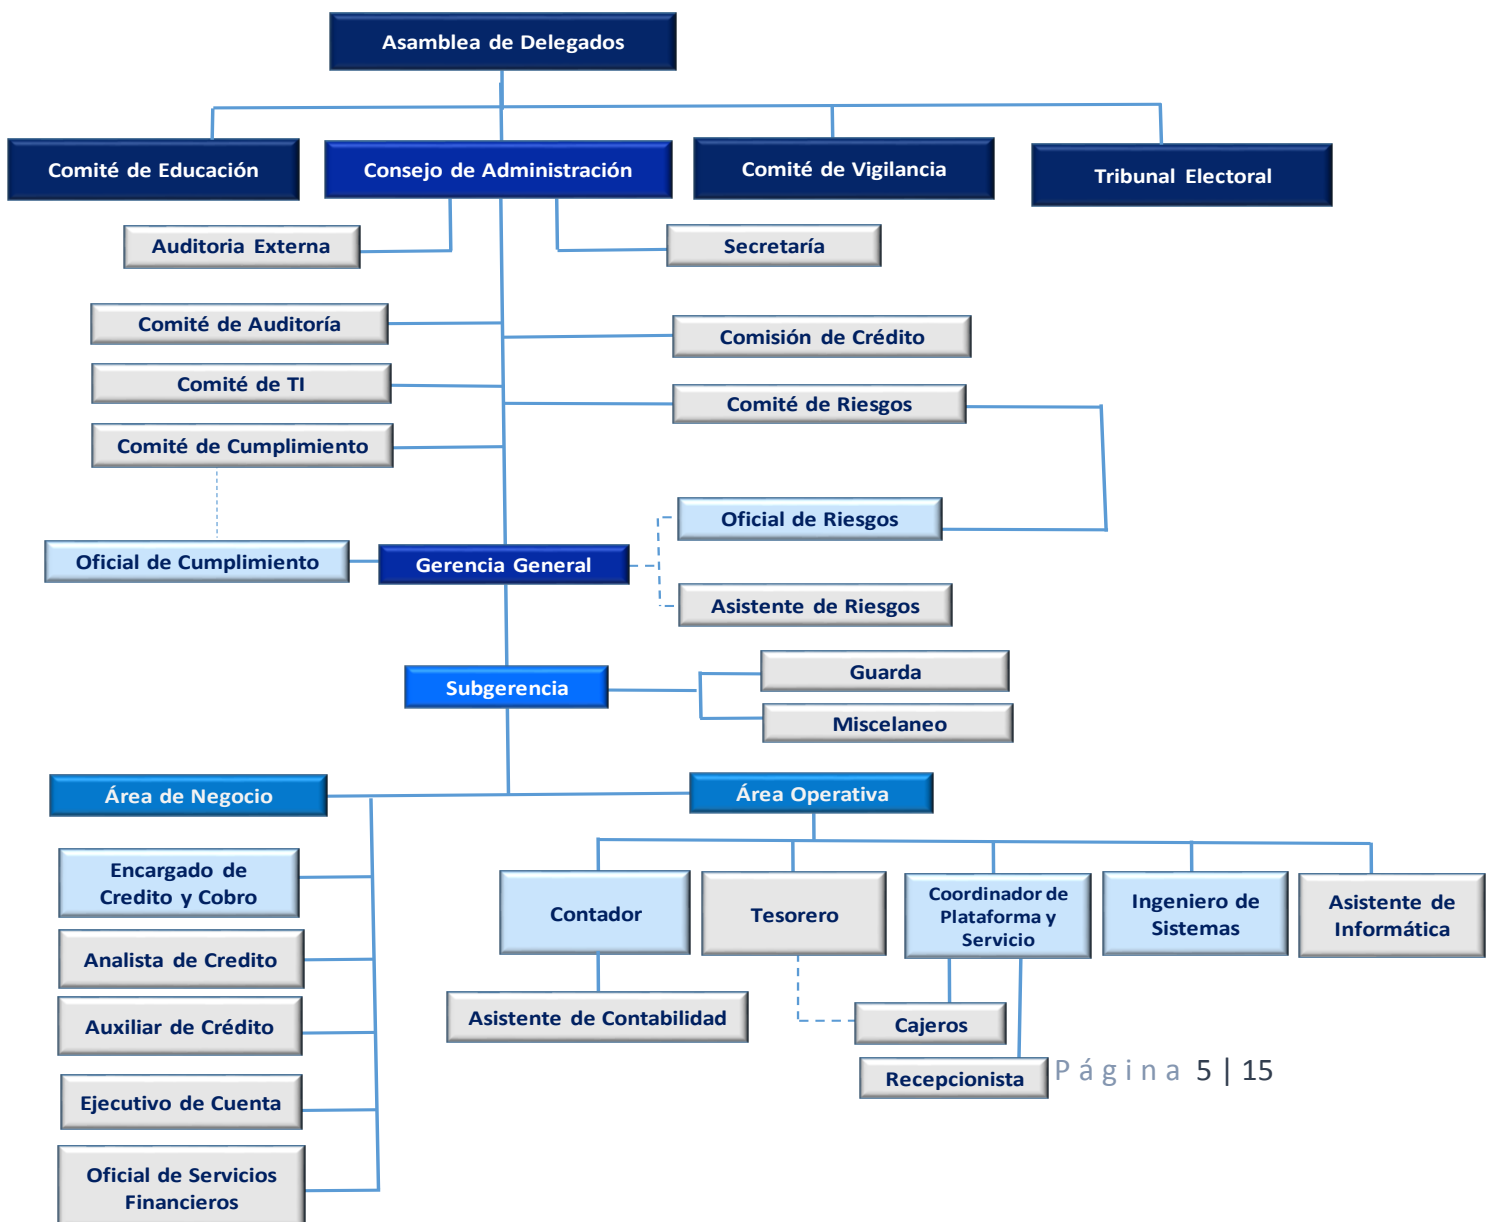 Asamblea de Delegados
Comité de Educación
Consejo de Administración
Comité de Vigilancia
Tribunal Electoral
Auditoria Externa
Secretaría
Comité de Auditoría
Comisión de Crédito
Comité de TI
Comité de Riesgos
Comité de Cumplimiento
Oficial de Riesgos
Oficial de Cumplimiento
Gerencia General
Asistente de Riesgos
Subgerencia
Guarda
Miscelaneo
Área de Negocio
Área Operativa
Encargado de
Credito y Cobro
Analista de Credito
Auxiliar de Crédito
Ejecutivo de Cuenta
Oficial de Servicios
Financieros
Contador
Tesorero
Coordinador de
Plataforma y
Servicio
Ingeniero de
Sistemas
Asistente de
Informática
Asistente de Contabilidad
Cajeros
Recepcionista
Página 5 | 15